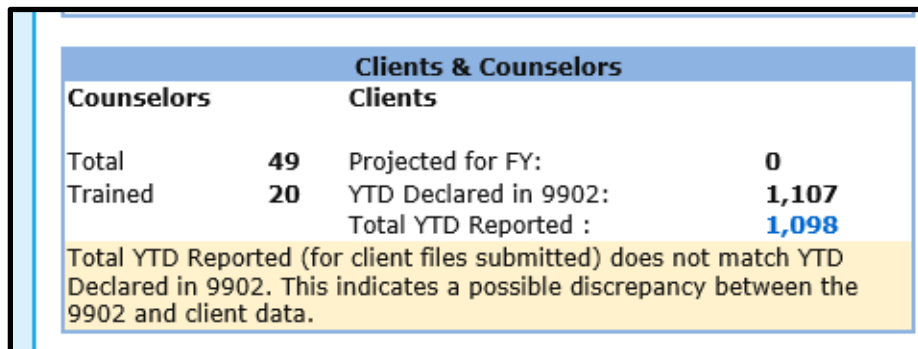 Clients & Counselors
Counselors Clients
Total 49 Projected for FY: 0
Trained 20 YTD Declared in 9902: 1,107
Total YTD Reported : 1,098
Total YTD Reported (for client files submitted) does not match YTD
Declared in 9902. This indicates a possible discrepancy between the
9902 and client data.